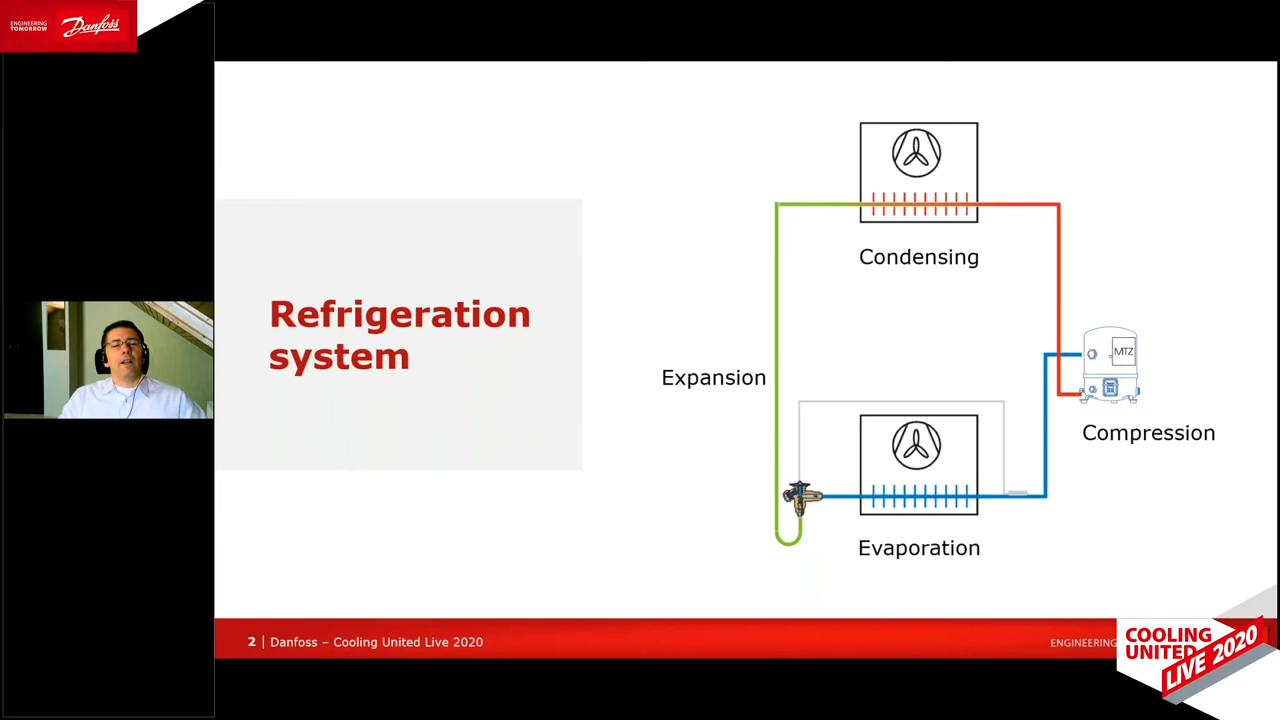 ENGINEERING
TOMORROW
Danfoss
Refrigeration
system
Condensing
Expansion
MTZ
Compression
Evaporation
2 | Danfoss – Cooling United Live 2020
ENGINEERING
COOLING
UNITED
LIVE 2020